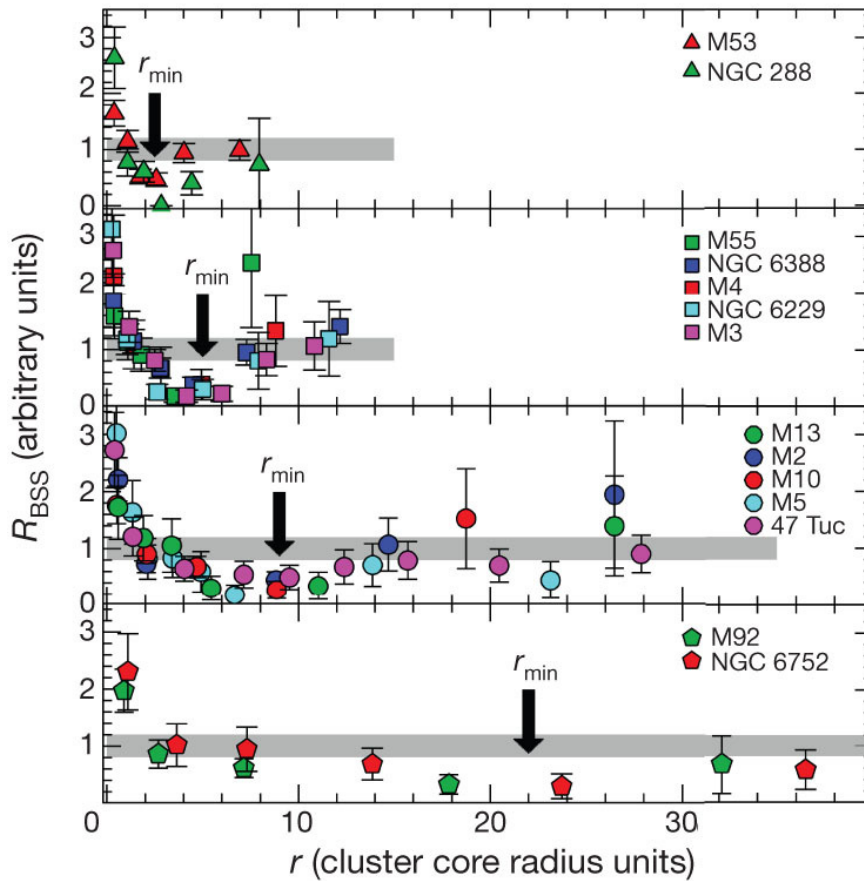 3
2
1
0
r_min
M53
NGC 288
3
2
1
0
r_min
M55
NGC 6388
M4
NGC 6229
M3
3
2
1
0
r_min
M13
M2
M10
M5
47 Tuc
3
2
1
r_min
M92
NGC 6752
0 10 20 30
R_BSS (arbitrary units)
r (cluster core radius units)